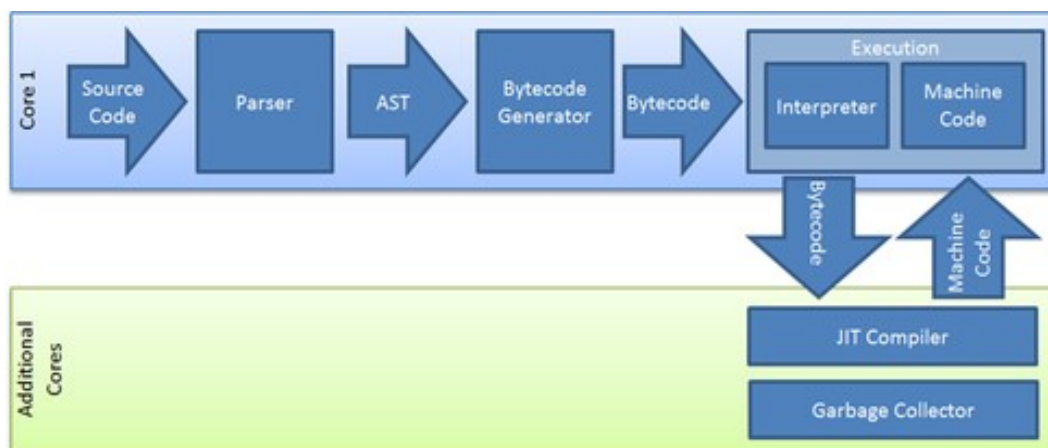 Core 1
Source
Code
Parser
AST
Bytecode
Generator
Bytecode
Execution
Interpreter
Machine
Code
Bytecode
Machine
Code
Additional
Cores
JIT Compiler
Garbage Collector